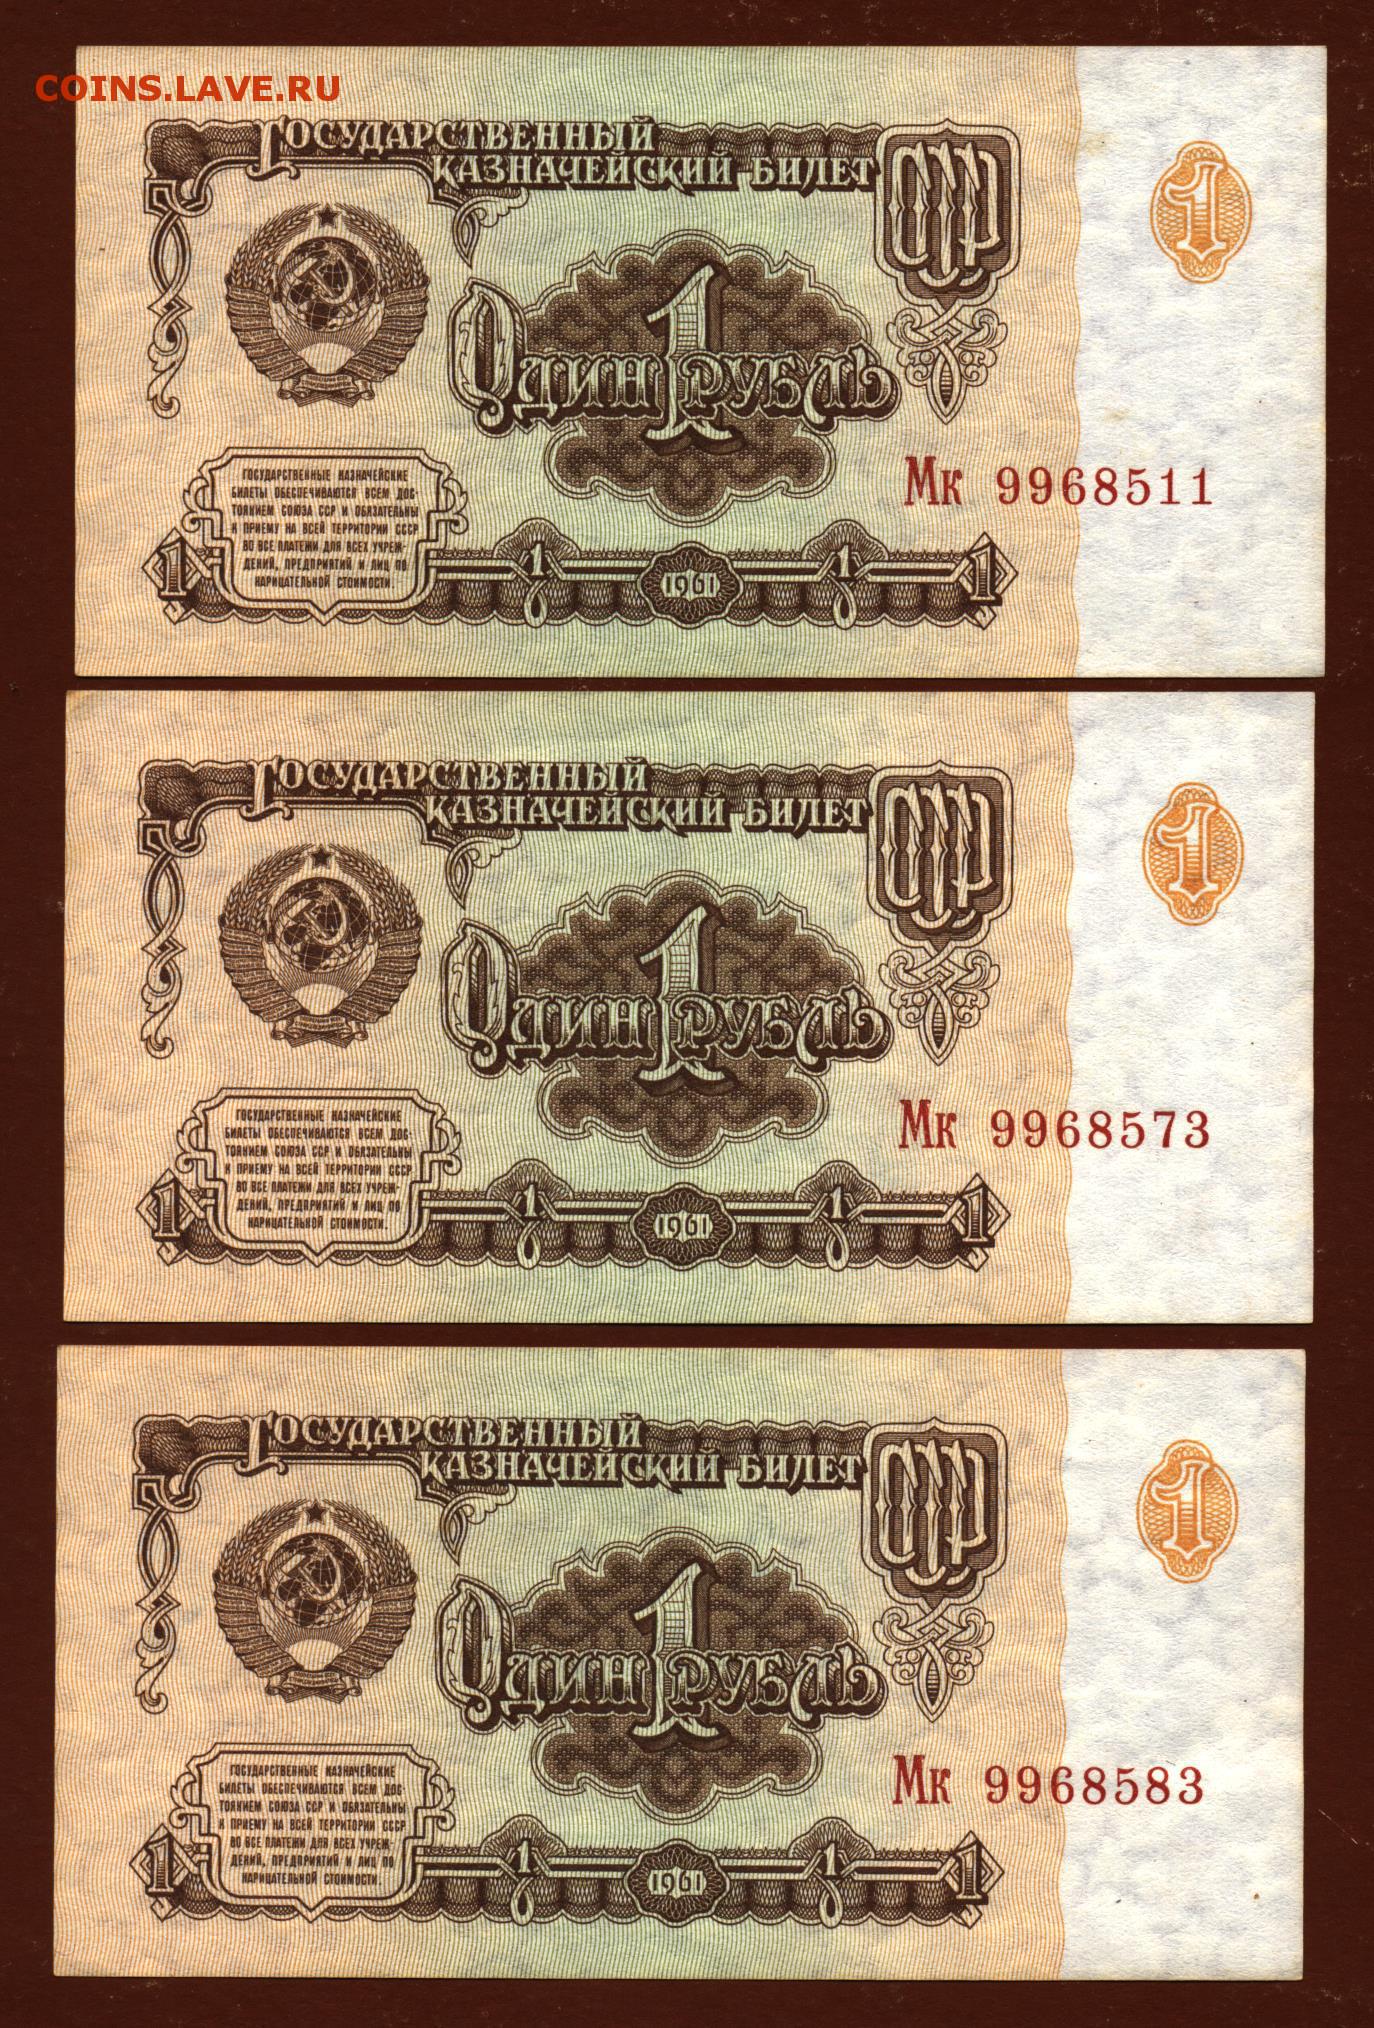 COINS.LAVE.RU
ГОСУДАРСТВЕННЫЙ
КАЗНАЧЕЙСКИЙ БИЛЕТ
СССР
1
1
ОДИН РУБЛЬ
Мк 9968511
ГОСУДАРСТВЕННЫЕ КАЗНАЧЕЙСКИЕ
БИЛЕТЫ ОБЕСПЕЧИВАЮТСЯ ВСЕМ ДОС-
ТОЯНИЕМ СОЮЗА ССР И ОБЯЗАТЕЛЬНЫ
К ПРИЕМУ НА ВСЕЙ ТЕРРИТОРИИ СССР
ВО ВСЕ ПЛАТЕЖИ ДЛЯ ВСЕХ УЧРЕЖ-
ДЕНИЙ, ПРЕДПРИЯТИЙ И ЛИЦ ПО
НАРИЦАТЕЛЬНОЙ СТОИМОСТИ.
1 1 1961 1 1
ГОСУДАРСТВЕННЫЙ
КАЗНАЧЕЙСКИЙ БИЛЕТ
СССР
1
1
ОДИН РУБЛЬ
Мк 9968573
ГОСУДАРСТВЕННЫЕ КАЗНАЧЕЙСКИЕ
БИЛЕТЫ ОБЕСПЕЧИВАЮТСЯ ВСЕМ ДОС-
ТОЯНИЕМ СОЮЗА ССР И ОБЯЗАТЕЛЬНЫ
К ПРИЕМУ НА ВСЕЙ ТЕРРИТОРИИ СССР
ВО ВСЕ ПЛАТЕЖИ ДЛЯ ВСЕХ УЧРЕЖ-
ДЕНИЙ, ПРЕДПРИЯТИЙ И ЛИЦ ПО
НАРИЦАТЕЛЬНОЙ СТОИМОСТИ.
1 1 1961 1 1
ГОСУДАРСТВЕННЫЙ
КАЗНАЧЕЙСКИЙ БИЛЕТ
СССР
1
1
ОДИН РУБЛЬ
Мк 9968583
ГОСУДАРСТВЕННЫЕ КАЗНАЧЕЙСКИЕ
БИЛЕТЫ ОБЕСПЕЧИВАЮТСЯ ВСЕМ ДОС-
ТОЯНИЕМ СОЮЗА ССР И ОБЯЗАТЕЛЬНЫ
К ПРИЕМУ НА ВСЕЙ ТЕРРИТОРИИ СССР
ВО ВСЕ ПЛАТЕЖИ ДЛЯ ВСЕХ УЧРЕЖ-
ДЕНИЙ, ПРЕДПРИЯТИЙ И ЛИЦ ПО
НАРИЦАТЕЛЬНОЙ СТОИМОСТИ.
1 1 1961 1 1